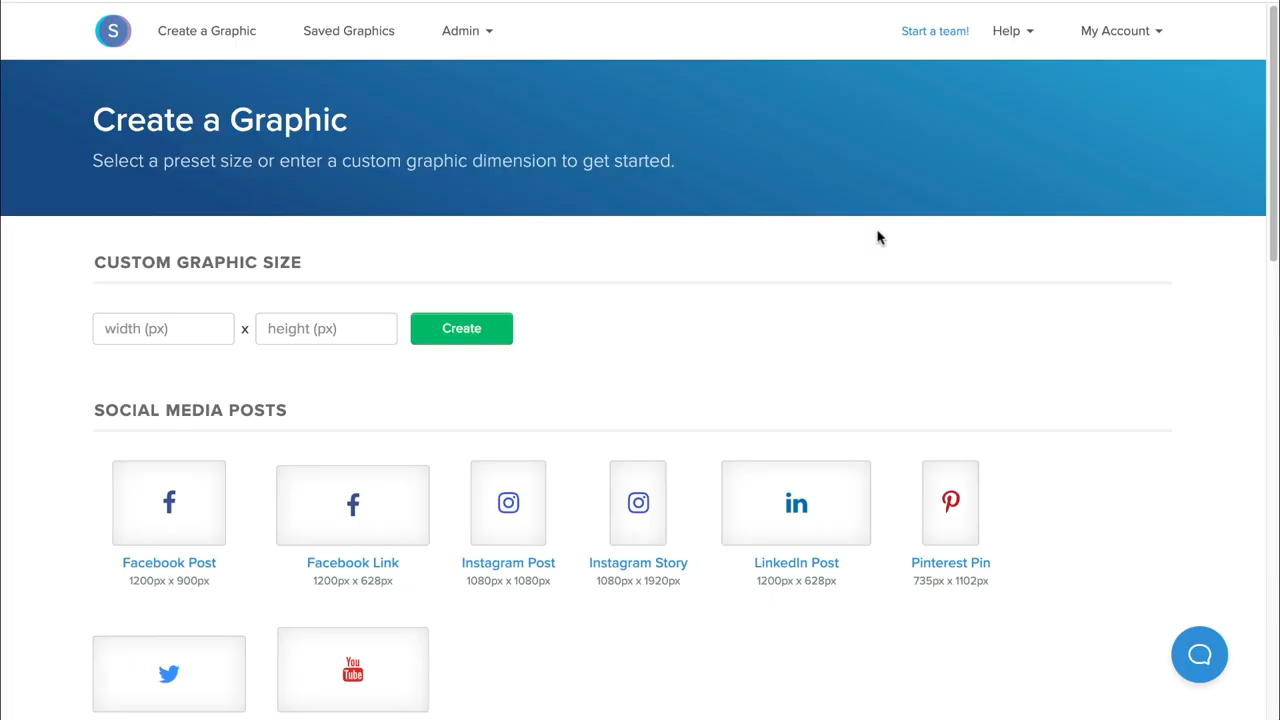 S Create a Graphic Saved Graphics Admin Start a team! Help My Account
Create a Graphic
Select a preset size or enter a custom graphic dimension to get started.
CUSTOM GRAPHIC SIZE
width (px) x height (px) Create
SOCIAL MEDIA POSTS
Facebook Post Facebook Link Instagram Post Instagram Story LinkedIn Post Pinterest Pin
1200px x 900px 1200px x 628px 1080px x 1080px 1080px x 1920px 1200px x 628px 735px x 1102px
You
Tube